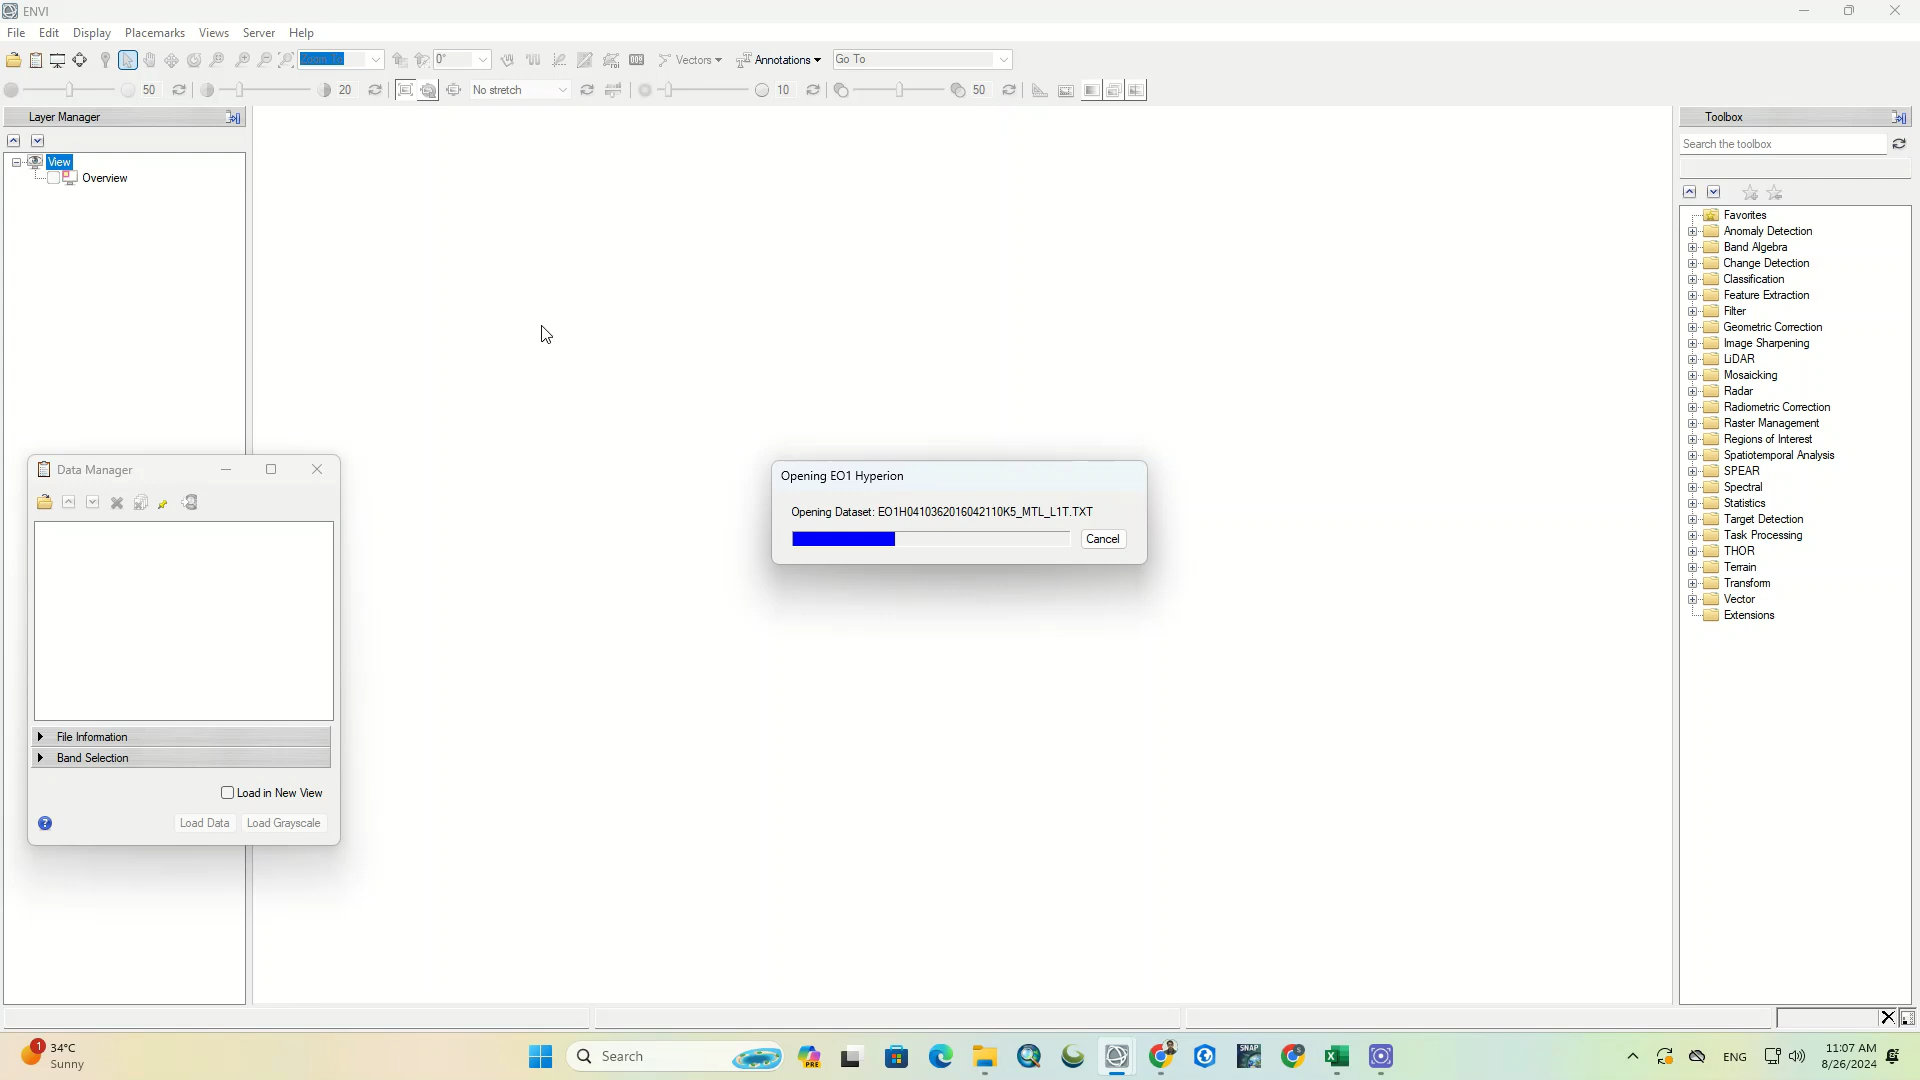 ENVI
File Edit Display Placemarks Views Server Help
0° Vectors Annotations Go To
50 20 No stretch 10 50
Layer Manager
View
Overview
Toolbox
Search the toolbox
Favorites
Anomaly Detection
Band Algebra
Change Detection
Classification
Feature Extraction
Filter
Geometric Correction
Image Sharpening
LiDAR
Mosaicking
Radar
Radiometric Correction
Raster Management
Regions of Interest
Spatiotemporal Analysis
SPEAR
Spectral
Statistics
Target Detection
Task Processing
THOR
Terrain
Transform
Vector
Extensions
Data Manager
File Information
Band Selection
Load in New View
Load Data Load Grayscale
Opening EO1 Hyperion
Opening Dataset: EO1H0410362016042110K5_MTL_L1T.TXT
Cancel
1
34°C
Sunny
Search
PRE
SNAP
ENG
11:07 AM
8/26/2024